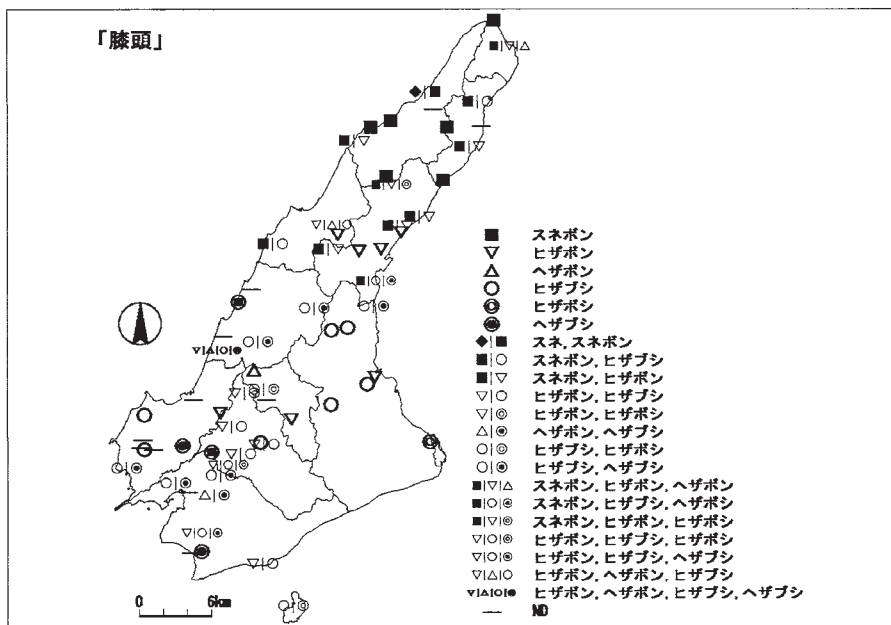 「膝頭」
スネボン
ヒザボン
ヘザボン
ヒザブシ
ヒザボシ
ヘザブシ
スネ, スネボン
スネボン, ヒザブシ
スネボン, ヒザボン
ヒザボン, ヒザブシ
ヒザボン, ヒザボシ
ヘザボン, ヘザブシ
ヒザブシ, ヒザボシ
ヒザブシ, ヘザブシ
スネボン, ヒザボン, ヘザボン
スネボン, ヒザブシ, ヘザブシ
スネボン, ヒザボン, ヒザボシ
ヒザボン, ヒザブシ, ヒザボシ
ヒザボン, ヒザブシ, ヘザブシ
ヒザボン, ヘザボン, ヒザブシ
ヒザボン, ヘザボン, ヒザブシ, ヘザブシ
ND
0 6km